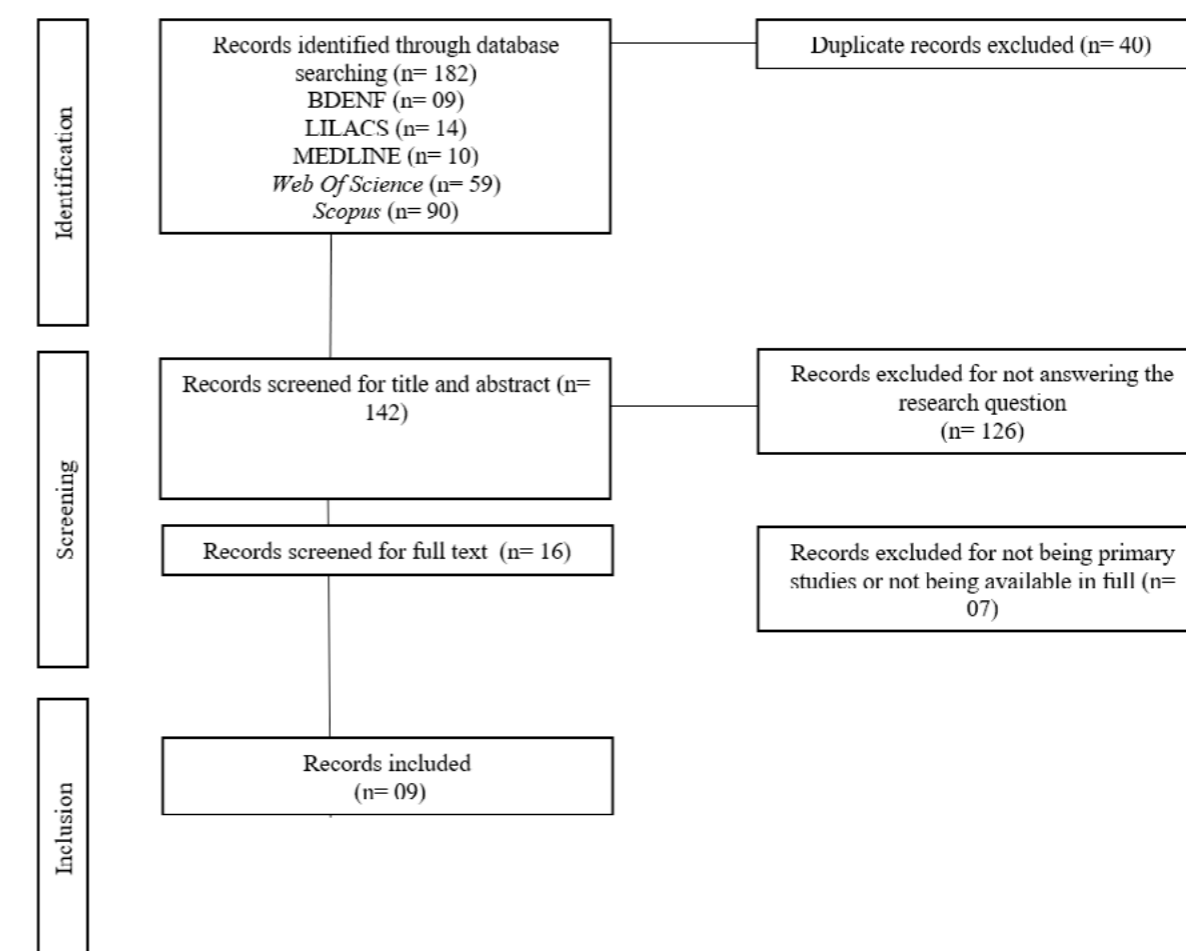 Identification
Records identified through database
searching (n= 182)
BDENF (n= 09)
LILACS (n= 14)
MEDLINE (n= 10)
Web Of Science (n= 59)
Scopus (n= 90)
Duplicate records excluded (n= 40)
Screening
Records screened for title and abstract (n=
142)
Records excluded for not answering the
research question
(n= 126)
Records screened for full text (n= 16)
Records excluded for not being primary
studies or not being available in full (n=
07)
Inclusion
Records included
(n= 09)